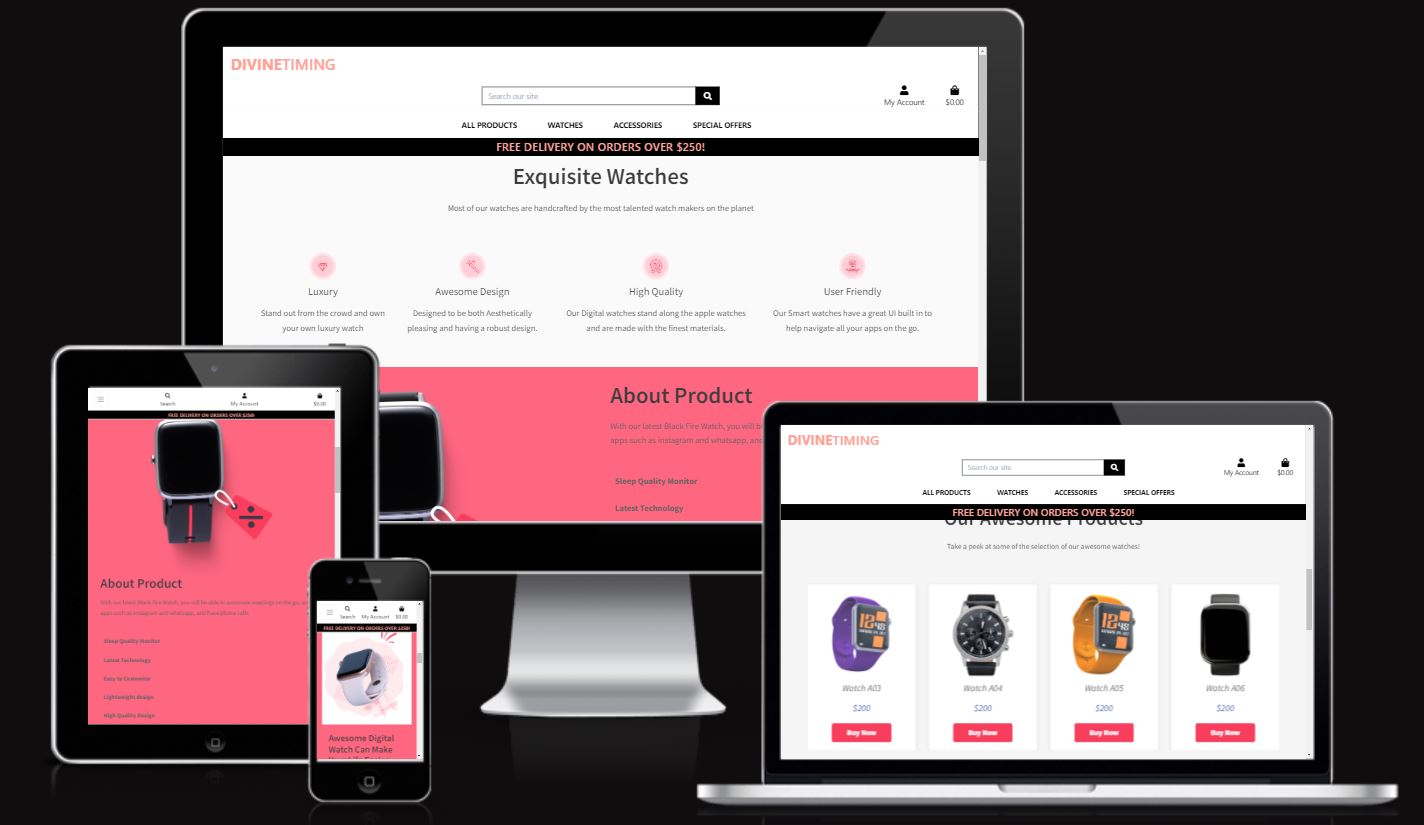 DIVINETIMING
Search our site
My Account
$0.00
ALL PRODUCTS WATCHES ACCESSORIES SPECIAL OFFERS
FREE DELIVERY ON ORDERS OVER $250!
Exquisite Watches
Most of our watches are handcrafted by the most talented watch makers on the planet
Luxury
Stand out from the crowd and own
your own luxury watch
Awesome Design
Designed to be both Aesthetically
pleasing and having a robust design.
High Quality
Our Digital watches stand along the apple watches
and are made with the finest materials.
User Friendly
Our Smart watches have a great UI built in to
help navigate all your apps on the go.
About Product
With our latest Black Fire Watch, you will b
apps such as instagram and whatsapp, and
Sleep Quality Monitor
Latest Technology
Search
My Account
$0.00
FREE DELIVERY ON ORDERS OVER $250!
About Product
With our latest Black Fire Watch, you will be able to awesome meetings on the go, an
apps such as instagram and whatsapp, and have phone calls.
Sleep Quality Monitor
Latest Technology
Easy to Customise
Lightweight design
High Quality Design
Search
My Account
$0.00
FREE DELIVERY ON ORDERS OVER $250!
Awesome Digital
Watch Can Make
DIVINETIMING
Search our site
My Account
$0.00
ALL PRODUCTS WATCHES ACCESSORIES SPECIAL OFFERS
FREE DELIVERY ON ORDERS OVER $250!
Our Awesome Products
Take a peek at some of the selection of our awesome watches!
Watch A03
$200
Buy Now
Watch A04
$200
Buy Now
Watch A05
$200
Buy Now
Watch A06
$200
Buy Now